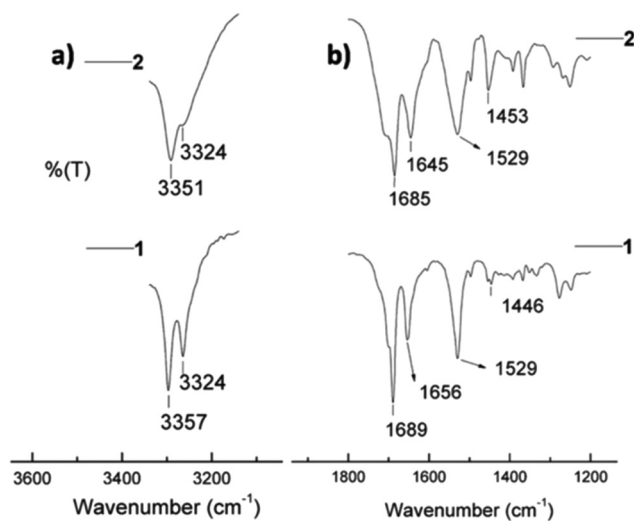 a)
2
3324
3351
%(T)
1
3324
3357
3600 3400 3200
Wavenumber (cm⁻¹)
b)
2
1453
1645
1529
1685
1
1446
1656
1529
1689
1800 1600 1400 1200
Wavenumber (cm⁻¹)